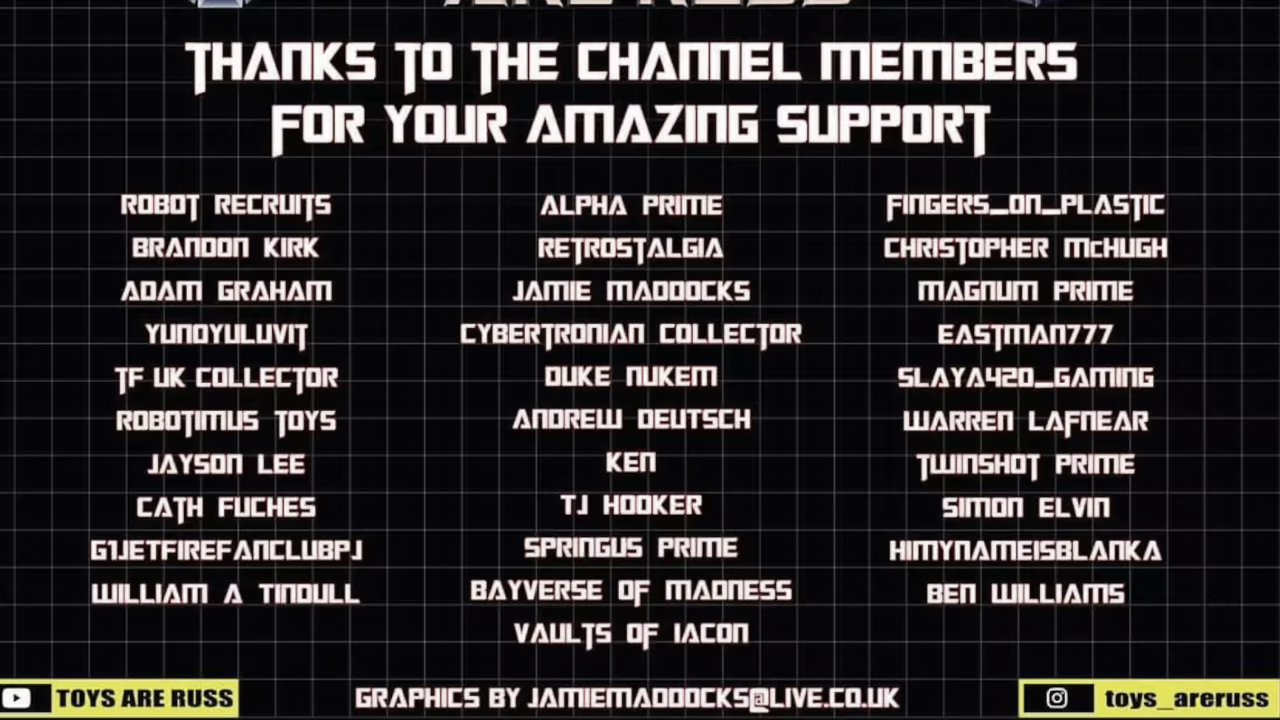 ARE RUSS
THANKS TO THE CHANNEL MEMBERS
FOR YOUR AMAZING SUPPORT
ROBOT RECRUITS
BRANDON KIRK
ADAM GRAHAM
YUNOYULUVIT
TF UK COLLECTOR
ROBOTIMUS TOYS
JAYSON LEE
CATH FUCHES
G1JETFIREFANCLUBPJ
WILLIAM A TINDULL
ALPHA PRIME
RETROSTALGIA
JAMIE MADDOCKS
CYBERTRONIAN COLLECTOR
DUKE NUKEM
ANDREW DEUTSCH
KEN
TJ HOOKER
SPRINGUS PRIME
BAYVERSE OF MADNESS
VAULTS OF IACON
FINGERS_ON_PLASTIC
CHRISTOPHER McHUGH
MAGNUM PRIME
EASTMAN777
SLAYA420_GAMING
WARREN LAFNEAR
TWINSHOT PRIME
SIMON ELVIN
HIMYNAMEISBLANKA
BEN WILLIAMS
TOYS ARE RUSS
GRAPHICS BY JAMIEMADDOCKS@LIVE.CO.UK
toys_areruss